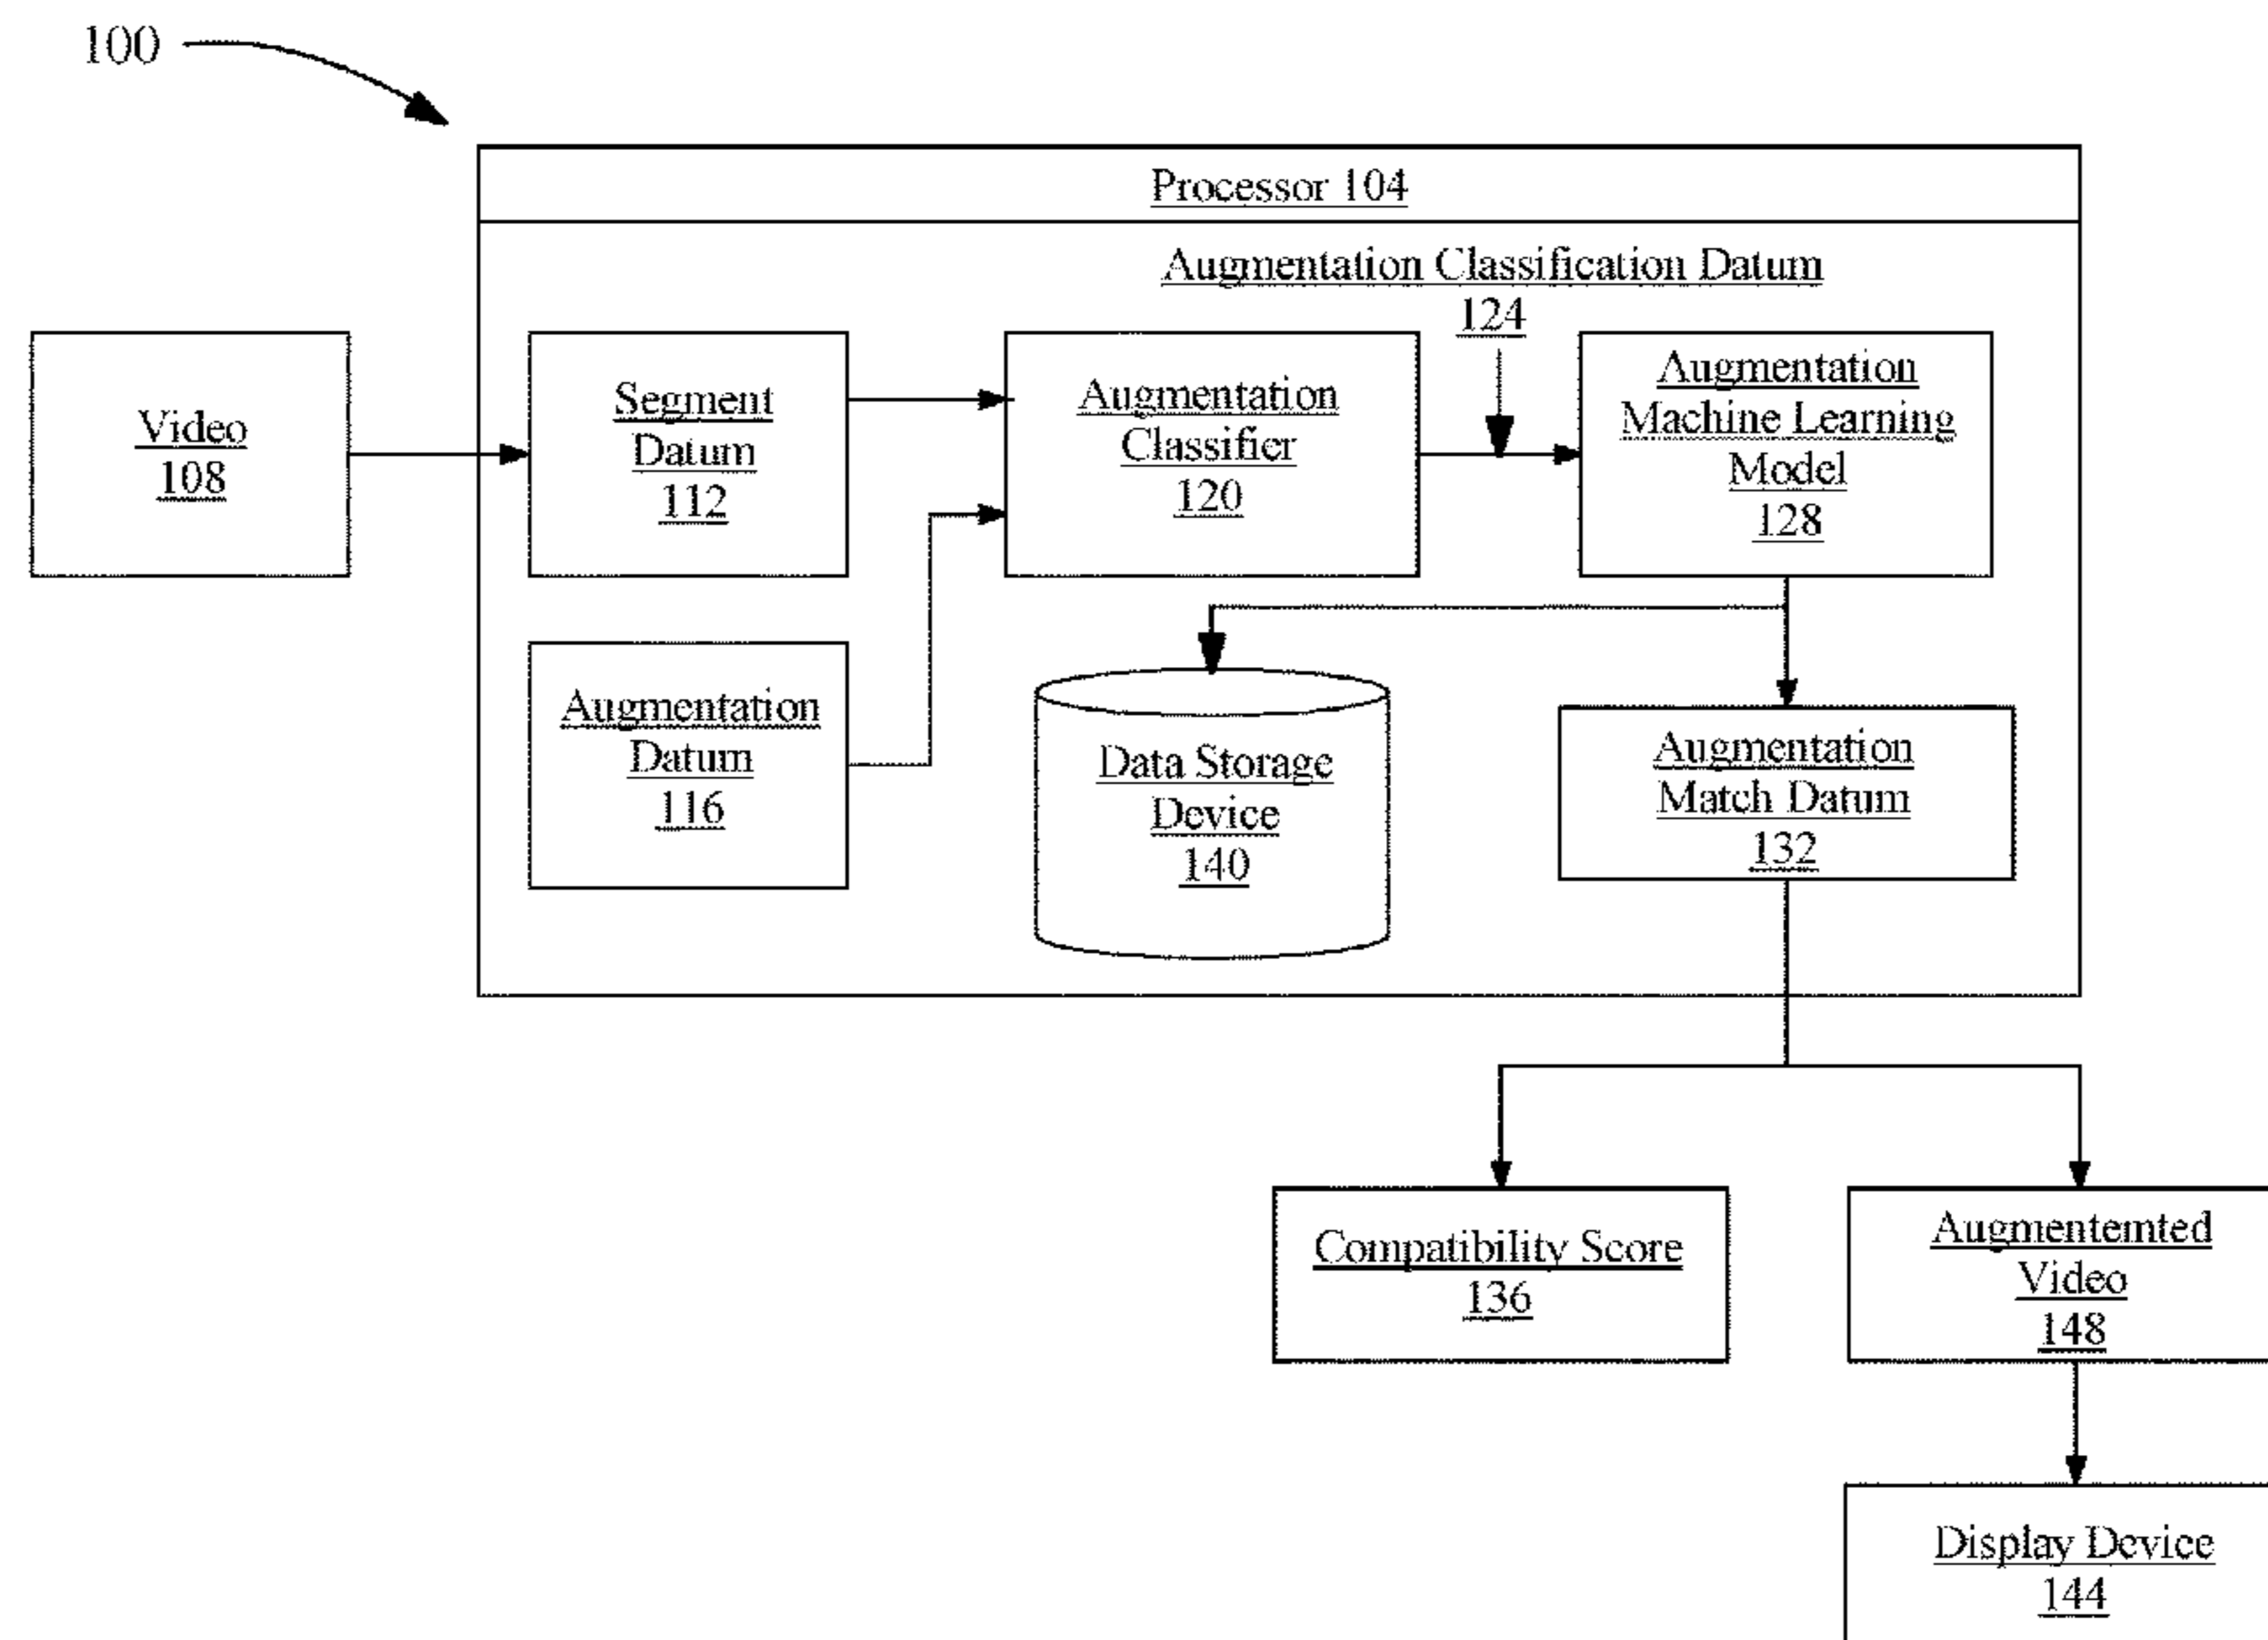 100
Processor 104
Augmentation Classification Datum
124
Video
108
Segment
Datum
112
Augmentation
Classifier
120
Augmentation
Machine Learning
Model
128
Augmentation
Datum
116
Data Storage
Device
140
Augmentation
Match Datum
132
Compatibility Score
136
Augmentemted
Video
148
Display Device
144